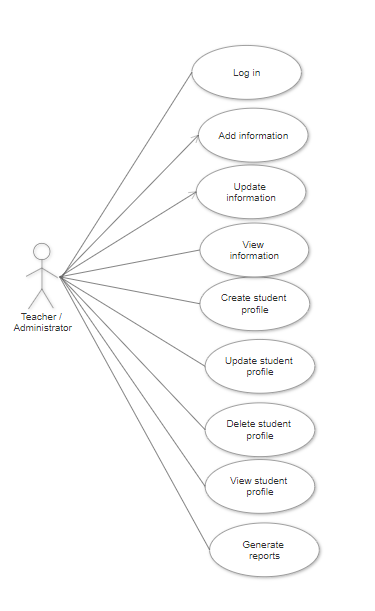 Log in
Add information
Update
information
View
information
Create student
profile
Teacher /
Administrator
Update student
profile
Delete student
profile
View student
profile
Generate
reports